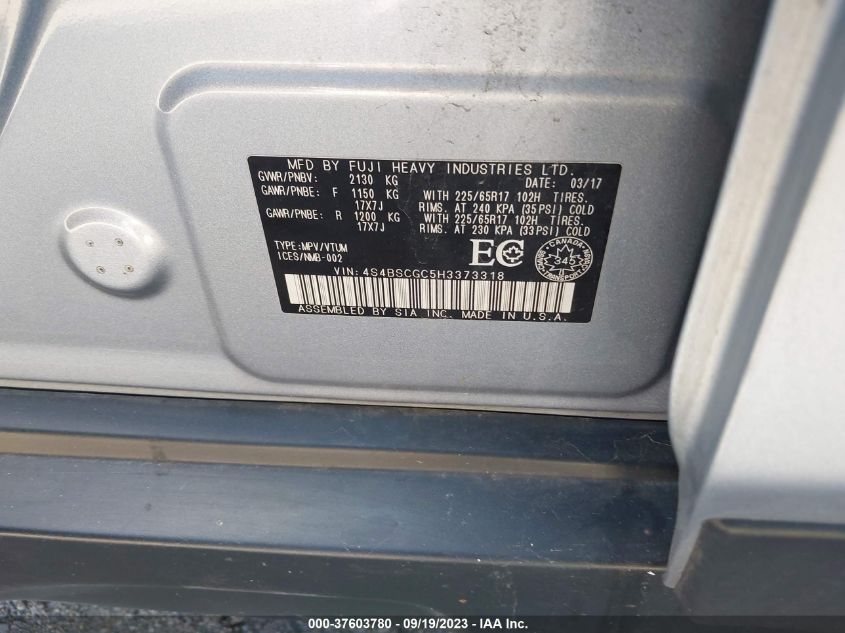 MFD BY FUJI HEAVY INDUSTRIES LTD.
GVWR/PNBV: 2130 KG DATE: 03/17
GAWR/PNBE: F 1150 KG WITH 225/65R17 102H TIRES.
17X7J RIMS. AT 240 KPA (35PSI) COLD
GAWR/PNBE: R 1200 KG WITH 225/65R17 102H TIRES.
17X7J RIMS. AT 230 KPA (33PSI) COLD
TYPE:MPV/VTUM
ICES/NMB-002
EC
CANADA
345
TRANSPORT
VIN: 4S4BSCGC5H3373318
ASSEMBLED BY SIA INC. MADE IN U.S.A.
000-37603780 - 09/19/2023 - IAA Inc.